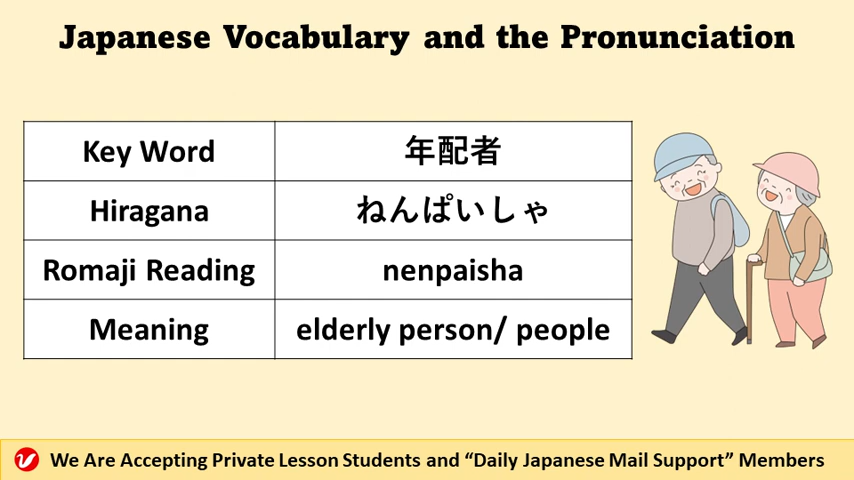 Japanese Vocabulary and the Pronunciation
Key Word 年配者
Hiragana ねんぱいしゃ
Romaji Reading nenpaisha
Meaning elderly person/ people
We Are Accepting Private Lesson Students and “Daily Japanese Mail Support” Members